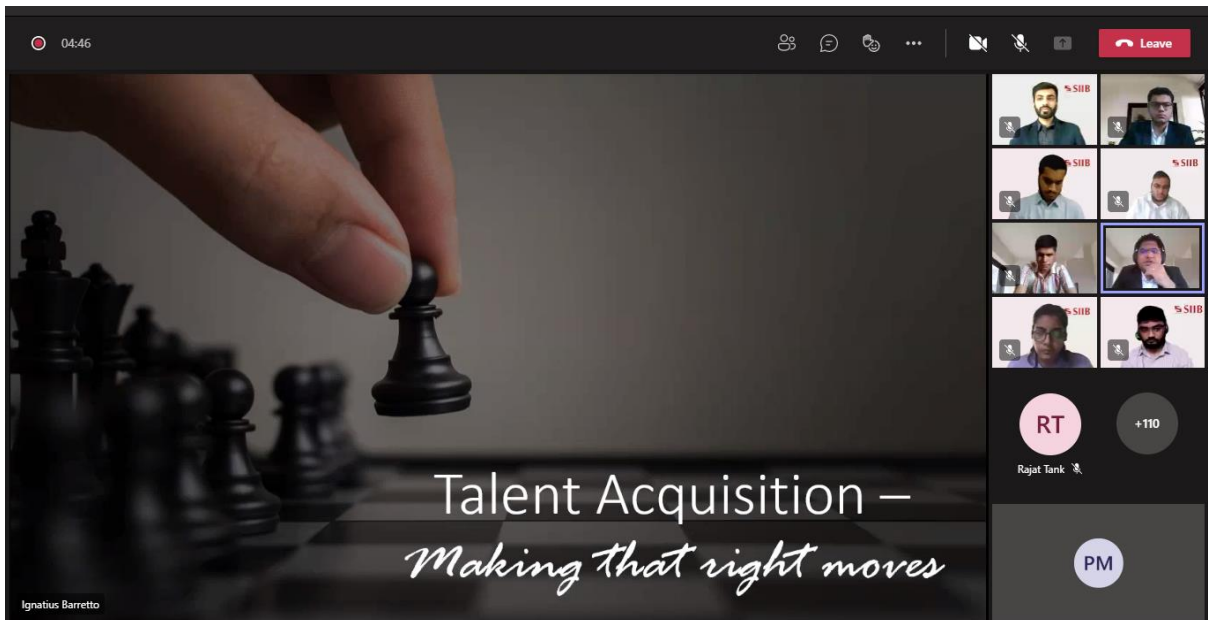 04:46
Leave
SIIB
SIIB
SIIB
SIIB
SIIB
RT
+110
Rajat Tank
Talent Acquisition –
Making that right moves
PM
Ignatius Barretto